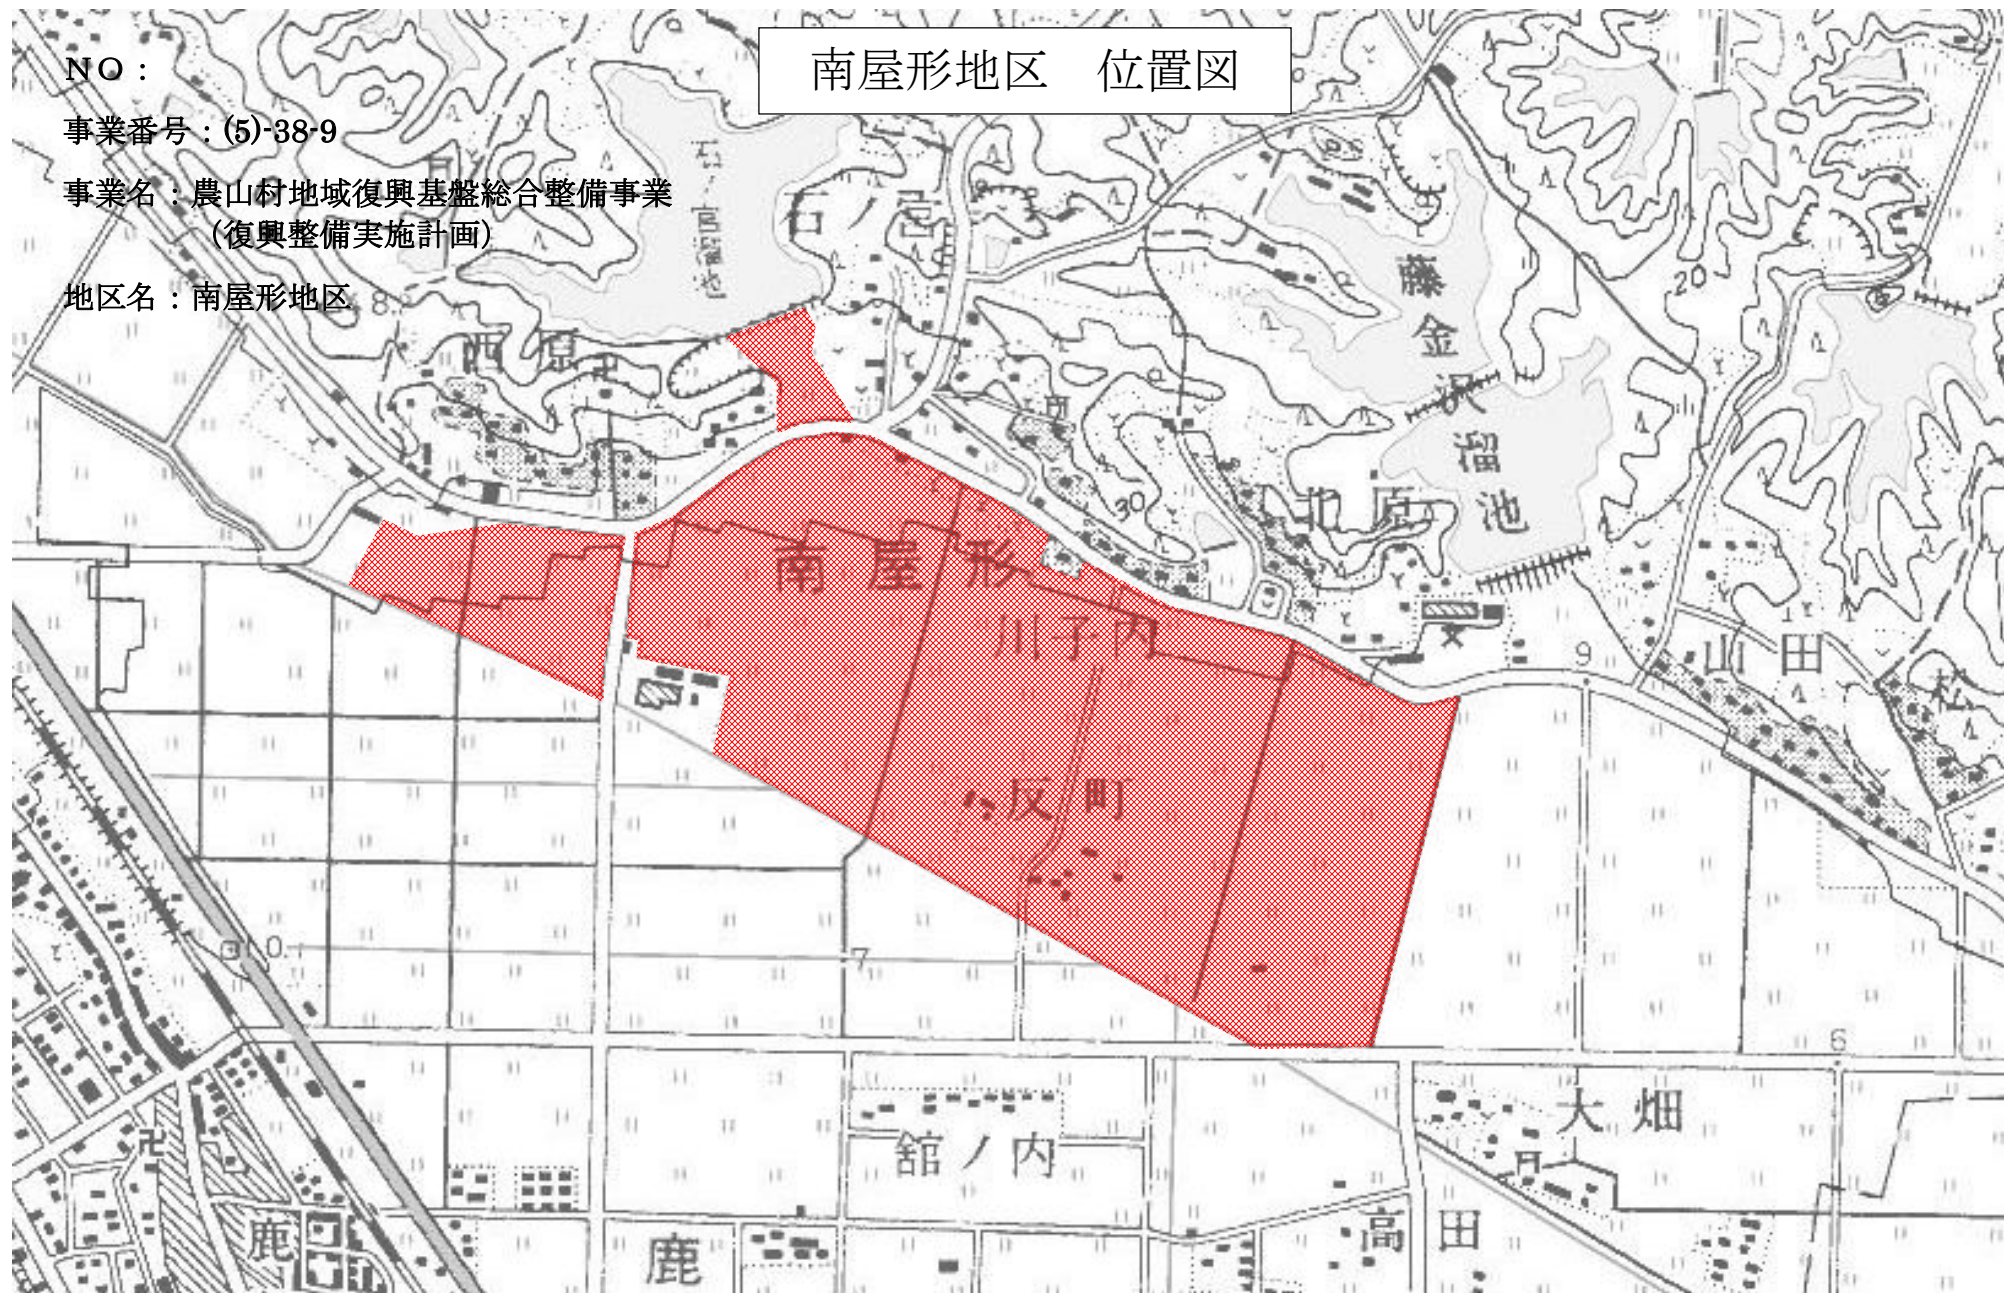 南屋形地区　位置図
NO：
事業番号：(5)-38-9
事業名：農山村地域復興基盤総合整備事業
（復興整備実施計画）
地区名：南屋形地区
石ノ宮溜池
石ノ宮
藤金沢溜池
20
8
西原
30
北原
南屋形
川子内
9
山田
松
反町
0
7
6
大畑
舘ノ内
高田
鹿
鹿